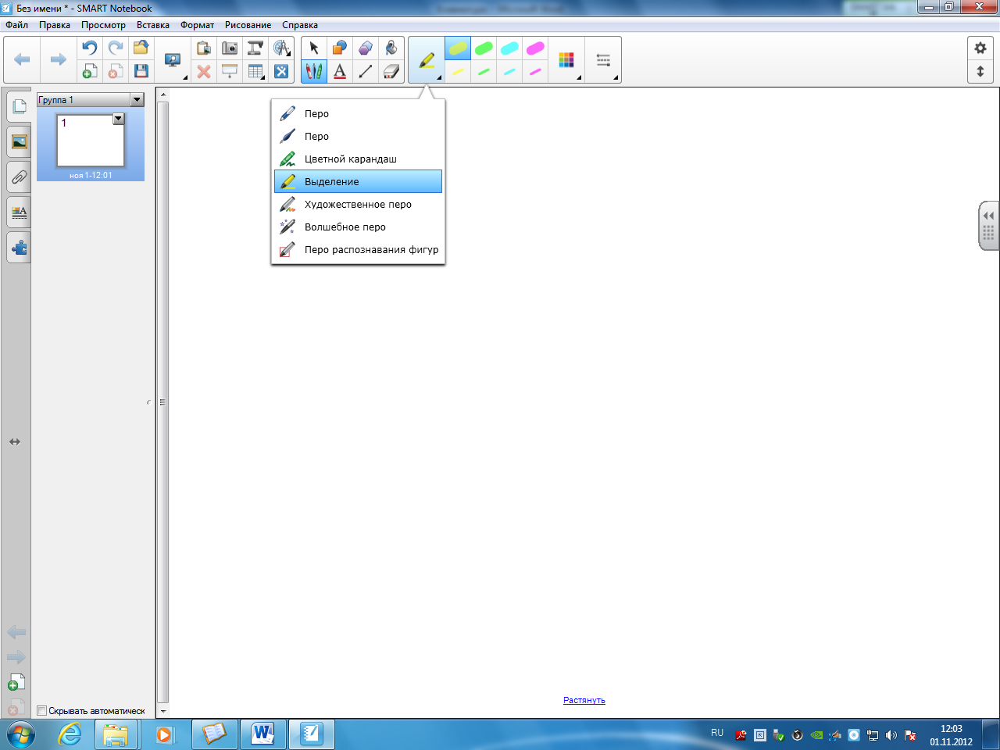 Без имени * - SMART Notebook
Файл Правка Просмотр Вставка Формат Рисование Справка
Группа 1
1
ноя 1-12:01
Перо
Перо
Цветной карандаш
Выделение
Художественное перо
Волшебное перо
Перо распознавания фигур
Растянуть
Скрывать автоматическ
RU
12:03
01.11.2012